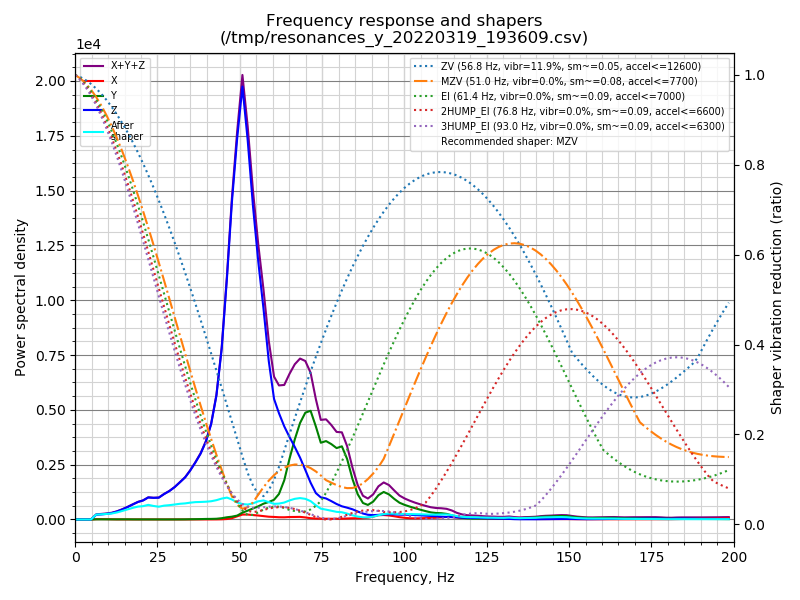 Frequency response and shapers
(/tmp/resonances_y_20220319_193609.csv)
1e4
X+Y+Z
X
Y
Z
After
shaper
ZV (56.8 Hz, vibr=11.9%, sm~=0.05, accel<=12600)
MZV (51.0 Hz, vibr=0.0%, sm~=0.08, accel<=7700)
EI (61.4 Hz, vibr=0.0%, sm~=0.09, accel<=7000)
2HUMP_EI (76.8 Hz, vibr=0.0%, sm~=0.09, accel<=6600)
3HUMP_EI (93.0 Hz, vibr=0.0%, sm~=0.09, accel<=6300)
Recommended shaper: MZV
2.00
1.75
1.50
1.25
1.00
0.75
0.50
0.25
0.00
Power spectral density
1.0
0.8
0.6
0.4
0.2
0.0
Shaper vibration reduction (ratio)
0 25 50 75 100 125 150 175 200
Frequency, Hz